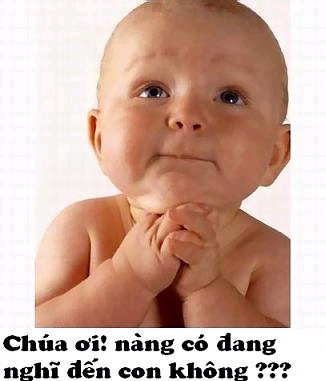 Chúa ơi! nàng có đang
nghĩ đến con không ???